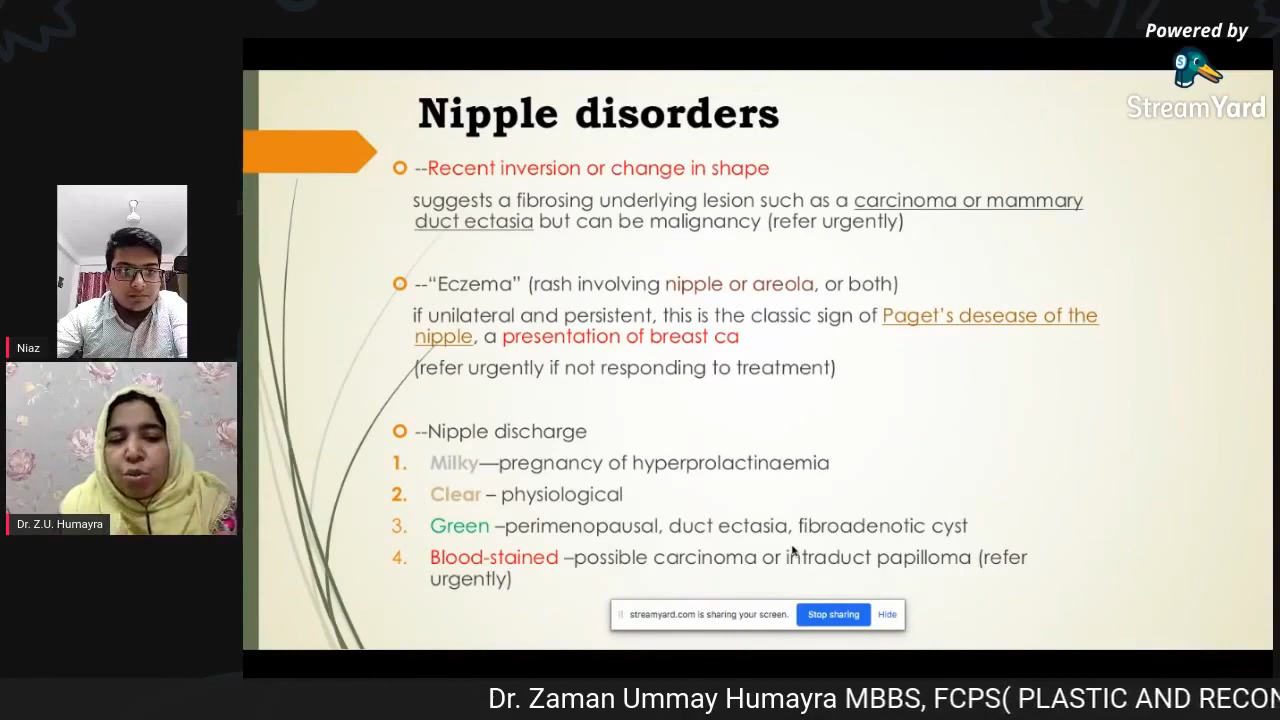 Powered by
StreamYard
Nipple disorders
--Recent inversion or change in shape
suggests a fibrosing underlying lesion such as a carcinoma or mammary
duct ectasia but can be malignancy (refer urgently)
--“Eczema” (rash involving nipple or areola, or both)
if unilateral and persistent, this is the classic sign of Paget’s desease of the
nipple, a presentation of breast ca
(refer urgently if not responding to treatment)
--Nipple discharge
1. Milky—pregnancy of hyperprolactinaemia
2. Clear – physiological
3. Green –perimenopausal, duct ectasia, fibroadenotic cyst
4. Blood-stained –possible carcinoma or intraduct papilloma (refer
urgently)
streamyard.com is sharing your screen. Stop sharing Hide
Niaz
Dr. Z.U. Humayra
Dr. Zaman Ummay Humayra MBBS, FCPS( PLASTIC AND RECON